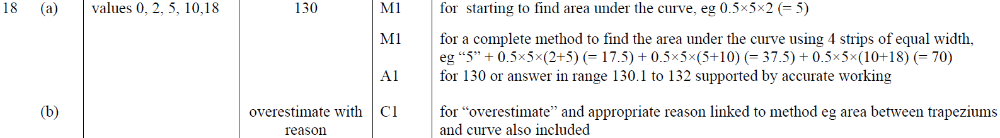 18 (a) values 0, 2, 5, 10,18 130 M1 for starting to find area under the curve, eg 0.5×5×2 (= 5)
M1 for a complete method to find the area under the curve using 4 strips of equal width,
eg “5” + 0.5×5×(2+5) (= 17.5) + 0.5×5×(5+10) (= 37.5) + 0.5×5×(10+18) (= 70)
A1 for 130 or answer in range 130.1 to 132 supported by accurate working
(b) overestimate with C1 for “overestimate” and appropriate reason linked to method eg area between trapeziums
reason and curve also included